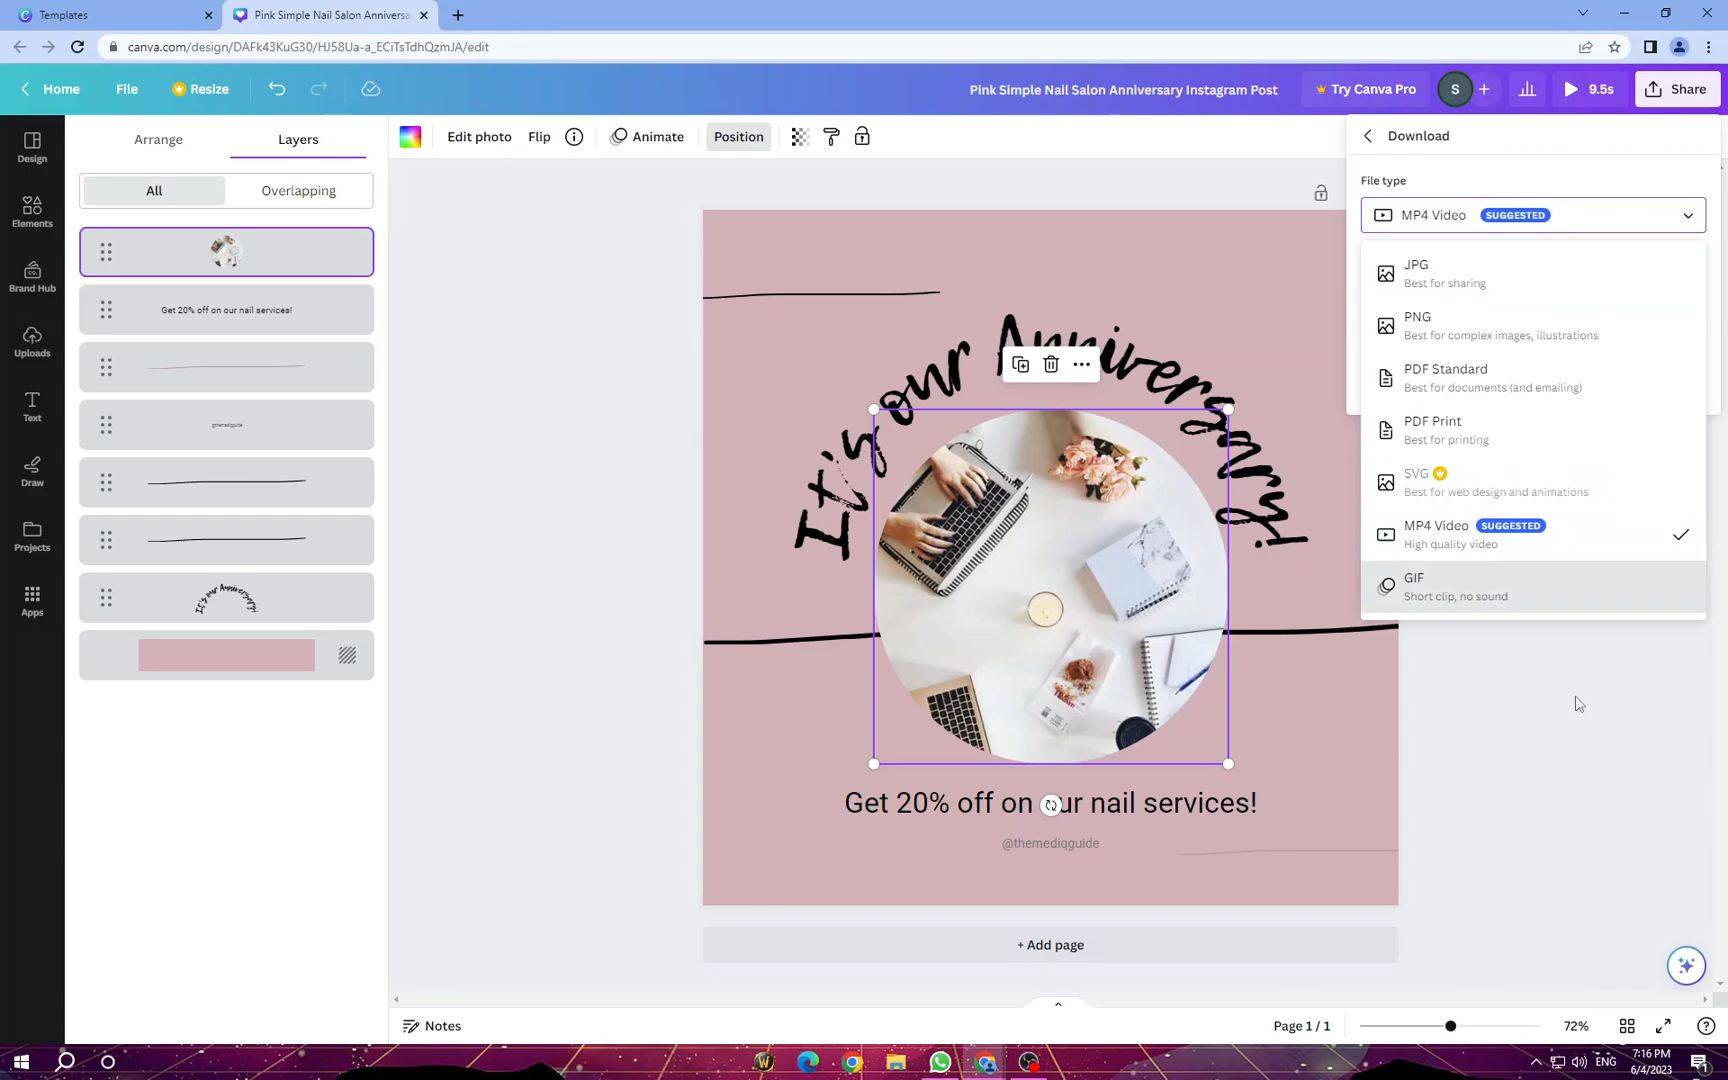 Templates
Pink Simple Nail Salon Anniversa
canva.com/design/DAFk43KuG30/HJ58Ua-a_ECiTsTdhQzmJA/edit
Home
File
Resize
Pink Simple Nail Salon Anniversary Instagram Post
Try Canva Pro
S
9.5s
Share
Design
Elements
Brand Hub
Uploads
Text
Draw
Projects
Apps
Arrange
Layers
All
Overlapping
Get 20% off on our nail services!
@themediqguide
It's our Anniversary!
Edit photo
Flip
Animate
Position
It's our Anniversary!
Get 20% off on our nail services!
@themediqguide
+ Add page
Download
File type
MP4 Video SUGGESTED
JPG
Best for sharing
PNG
Best for complex images, illustrations
PDF Standard
Best for documents (and emailing)
PDF Print
Best for printing
SVG
Best for web design and animations
MP4 Video SUGGESTED
High quality video
GIF
Short clip, no sound
Notes
Page 1 / 1
72%
ENG
7:16 PM
6/4/2023
1